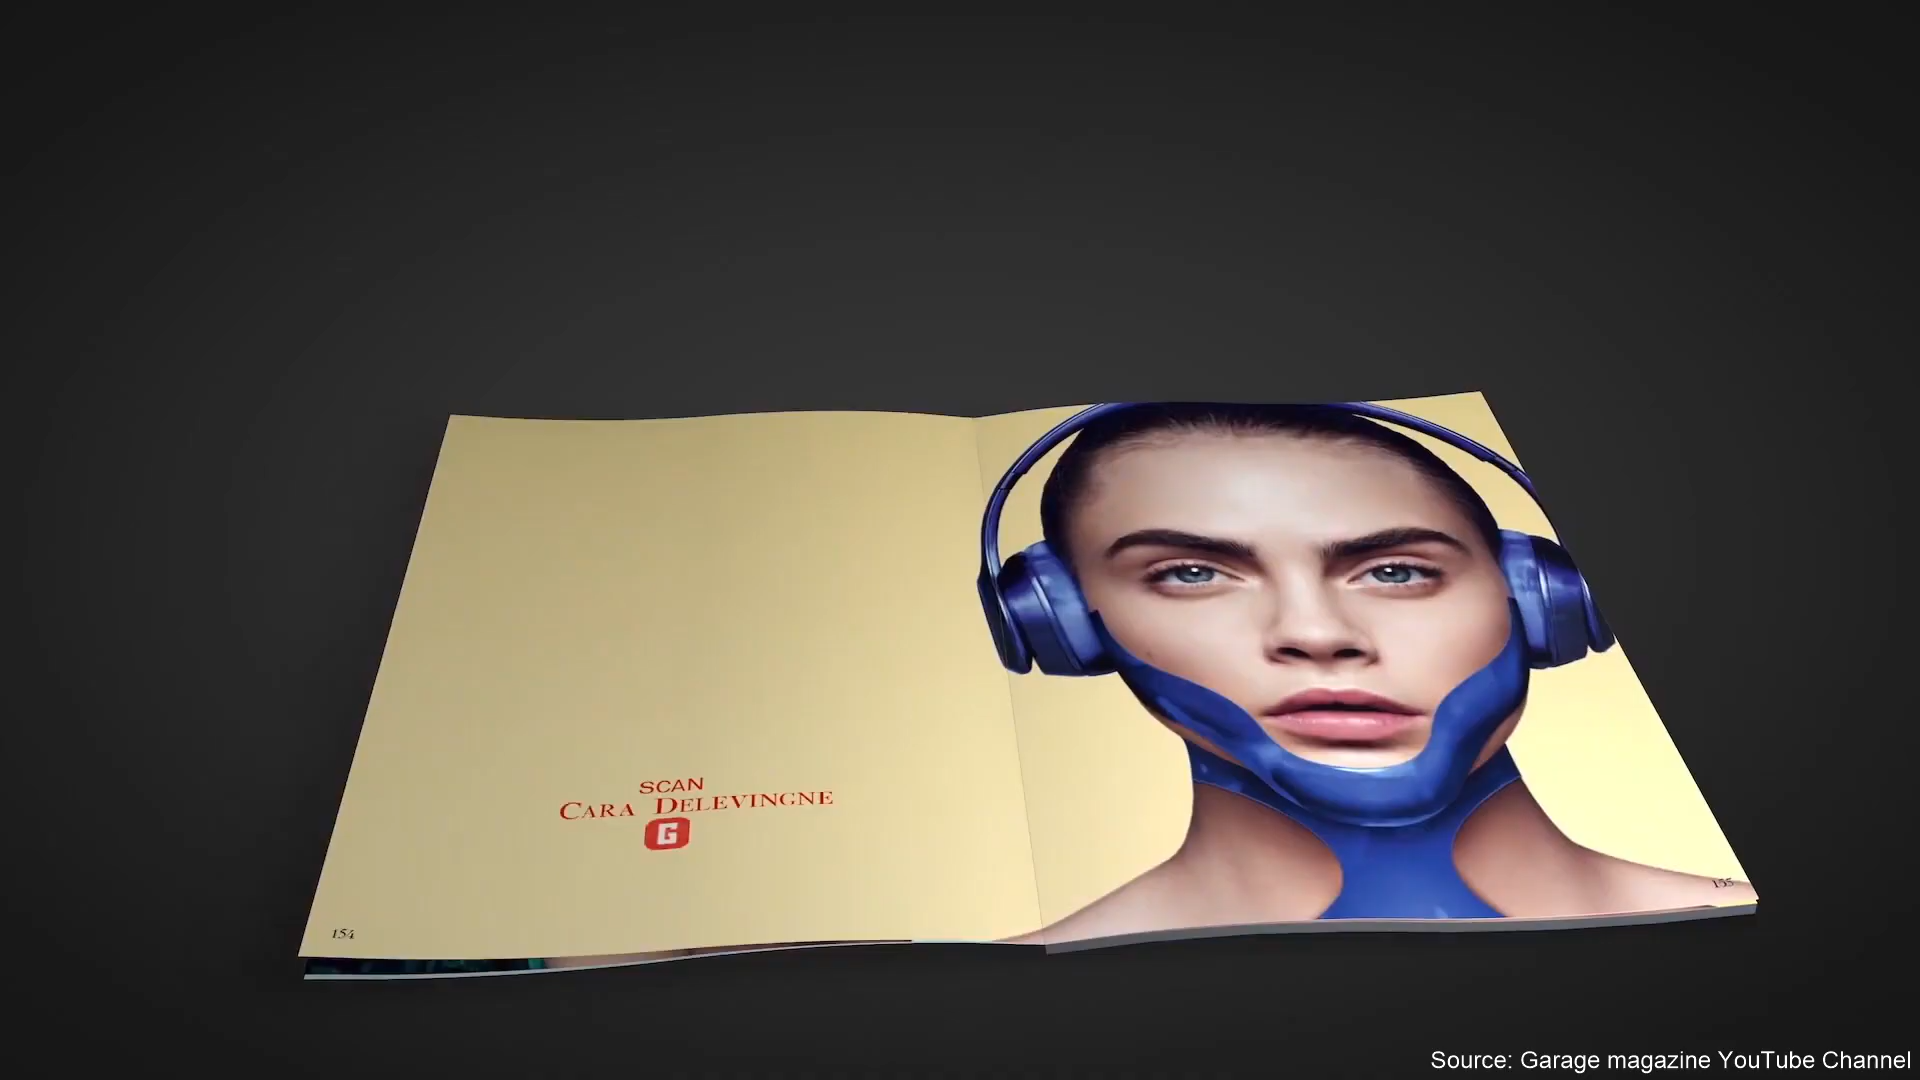 SCAN
CARA DELEVINGNE
G
154
155
Source: Garage magazine YouTube Channel